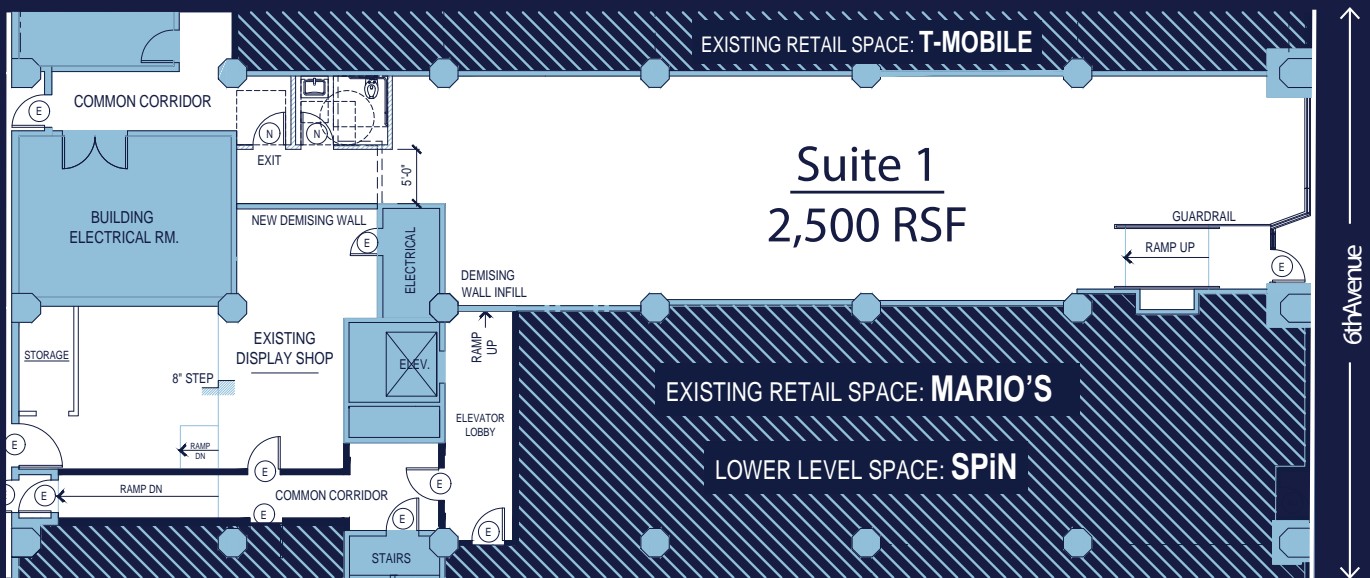 EXISTING RETAIL SPACE: T-MOBILE
COMMON CORRIDOR
E
N
N
EXIT
5'-0"
Suite 1
2,500 RSF
BUILDING
ELECTRICAL RM.
NEW DEMISING WALL
E
ELECTRICAL
GUARDRAIL
RAMP UP
E
6thAvenue
DEMISING
WALL INFILL
STORAGE
EXISTING
DISPLAY SHOP
8" STEP
ELEV.
RAMP
UP
EXISTING RETAIL SPACE: MARIO'S
ELEVATOR
LOBBY
E
RAMP
DN
LOWER LEVEL SPACE: SPiN
E
E
RAMP DN
COMMON CORRIDOR
E
E
E
E
STAIRS